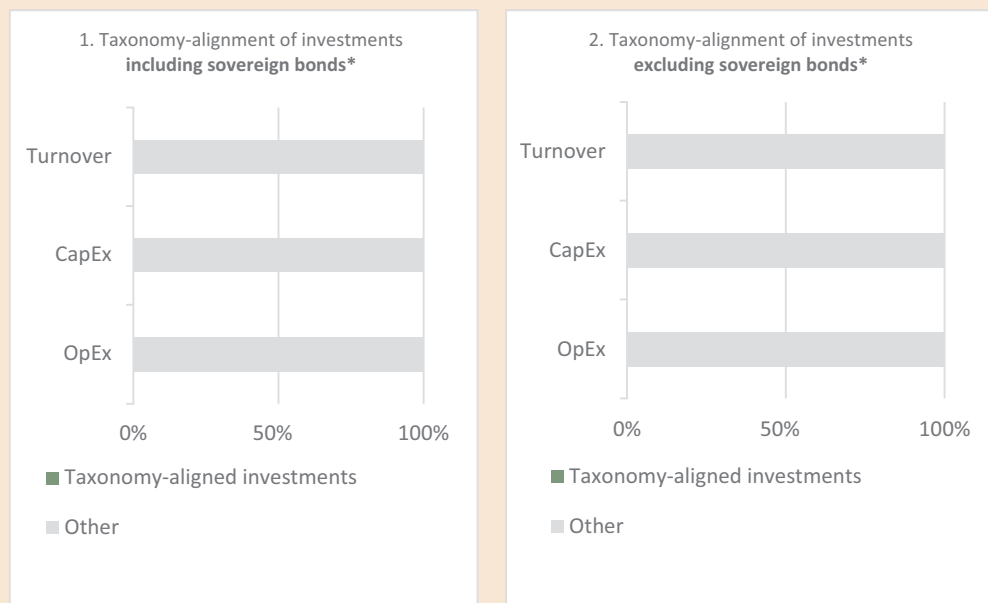 1. Taxonomy-alignment of investments
including sovereign bonds*
Turnover
CapEx
OpEx
0% 50% 100%
Taxonomy-aligned investments
Other
2. Taxonomy-alignment of investments
excluding sovereign bonds*
Turnover
CapEx
OpEx
0% 50% 100%
Taxonomy-aligned investments
Other